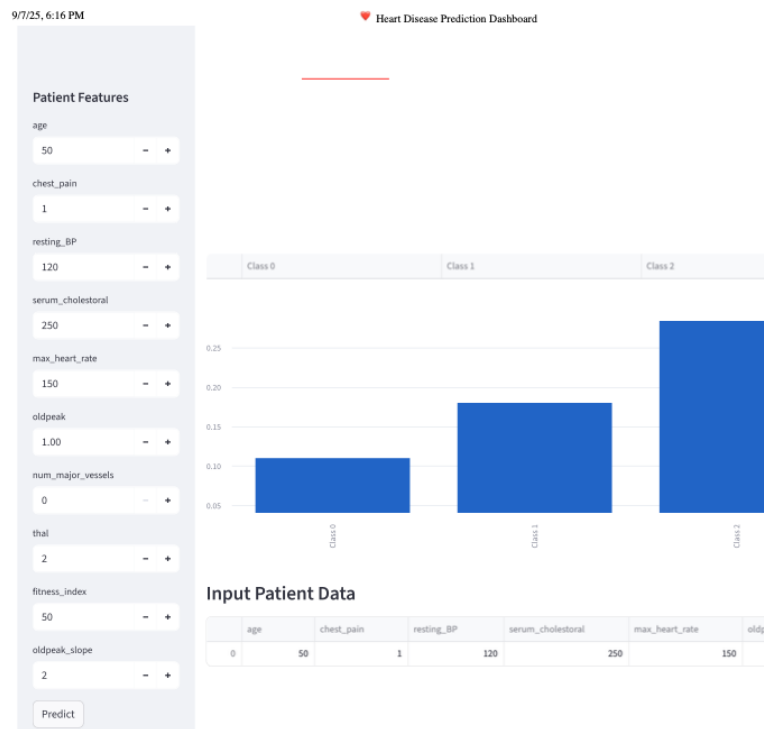 9/7/25, 6:16 PM
❤️ Heart Disease Prediction Dashboard
Patient Features
age
50 - +
chest_pain
1 - +
resting_BP
120 - +
serum_cholestoral
250 - +
max_heart_rate
150 - +
oldpeak
1.00 - +
num_major_vessels
0 - +
thal
2 - +
fitness_index
50 - +
oldpeak_slope
2 - +
Predict
Class 0 Class 1 Class 2
0.25
0.20
0.15
0.10
0.05
Class 0
Class 1
Class 2
Input Patient Data
age chest_pain resting_BP serum_cholestoral max_heart_rate oldp
0 50 1 120 250 150